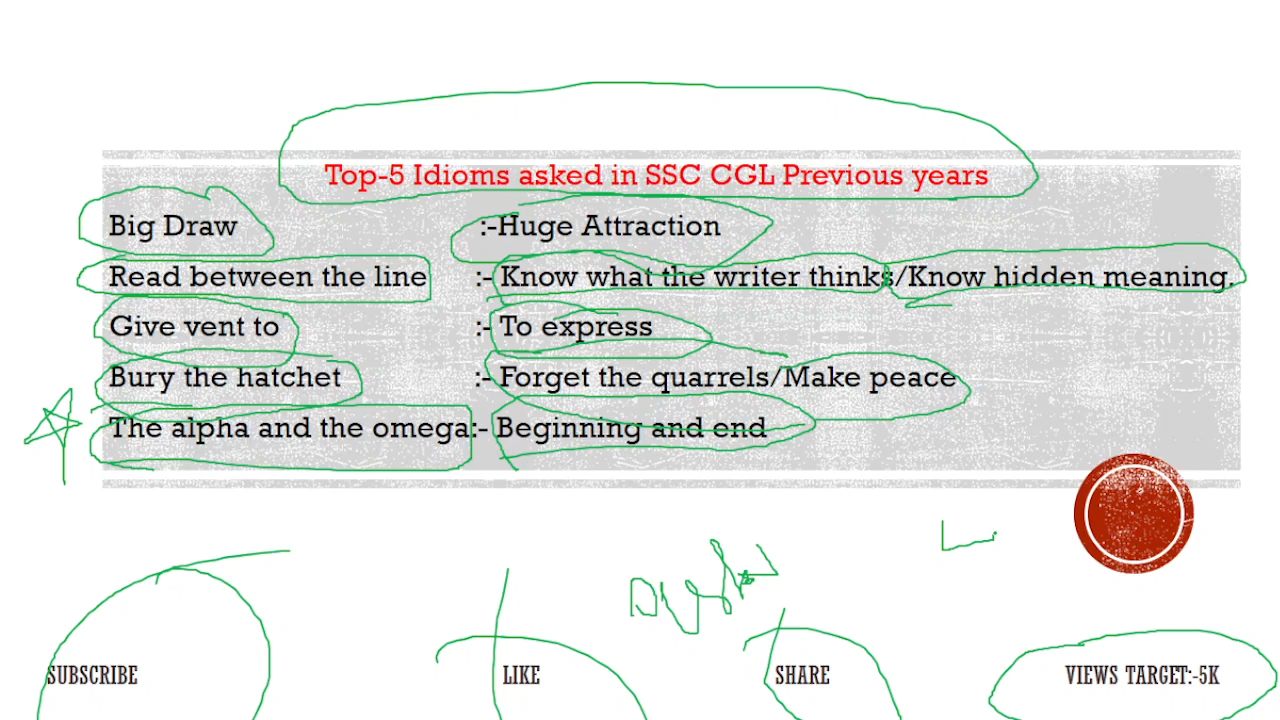 Top-5 Idioms asked in SSC CGL Previous years
Big Draw :-Huge Attraction
Read between the line :- Know what the writer thinks/Know hidden meaning.
Give vent to :- To express
Bury the hatchet :- Forget the quarrels/Make peace
The alpha and the omega:- Beginning and end
SUBSCRIBE LIKE SHARE VIEWS TARGET:-5K